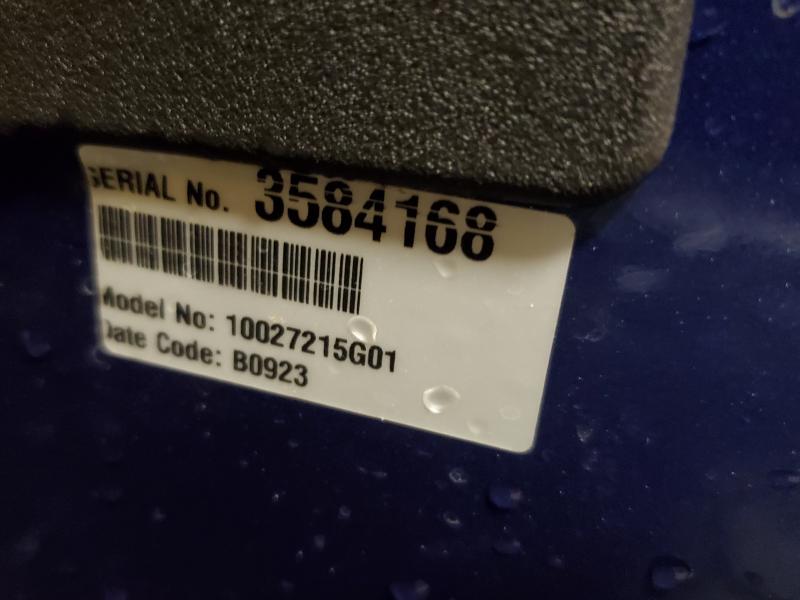 SERIAL No. 3584168
Model No: 10027215G01
Date Code: B0923